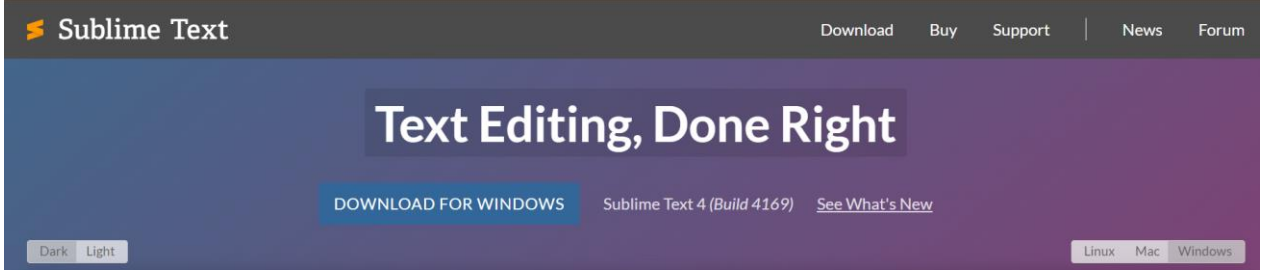 Sublime Text Download Buy Support News Forum
Text Editing, Done Right
DOWNLOAD FOR WINDOWS Sublime Text 4 (Build 4169) See What's New
Dark Light Linux Mac Windows